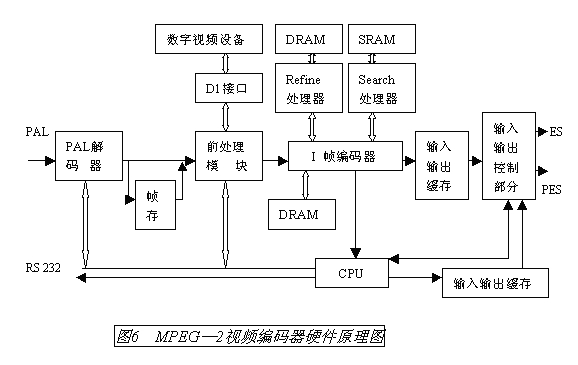 数字视频设备
DRAM
SRAM
D1接口
Refine
处理器
Search
处理器
PAL
PAL解
码 器
前处理
模 块
I 帧编码器
输入
输出
缓存
输入
输出
控制
部分
ES
PES
帧
存
DRAM
RS 232
CPU
输入输出缓存
图6 MPEG—2视频编码器硬件原理图